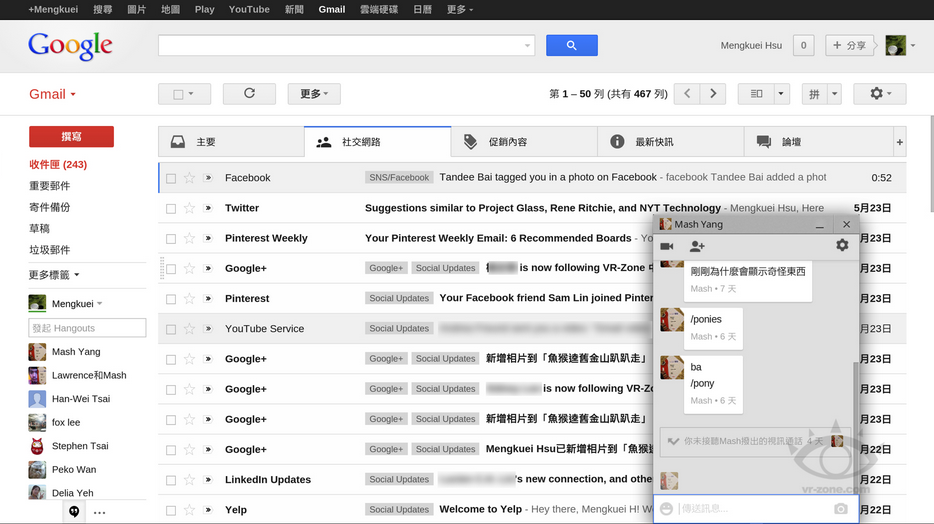 +Mengkuei 搜尋 圖片 地圖 Play YouTube 新聞 Gmail 雲端硬碟 日曆 更多
Google
Mengkuei Hsu 0 + 分享
Gmail
更多
第 1 – 50 列 (共有 467 列)
拼
撰寫
收件匣 (243)
重要郵件
寄件備份
草稿
垃圾郵件
更多標籤
Mengkuei
發起 Hangouts
Mash Yang
Lawrence和Mash
Han-Wei Tsai
fox lee
Stephen Tsai
Peko Wan
Delia Yeh
主要 社交網路 促銷內容 最新快訊 論壇 +
Facebook SNS/Facebook Tandee Bai tagged you in a photo on Facebook - facebook Tandee Bai added a phot 0:52
Twitter Suggestions similar to Project Glass, Rene Ritchie, and NYT Technology - Mengkuei Hsu, Here 5月23日
Pinterest Weekly Your Pinterest Weekly Email: 6 Recommended Boards - Yo 月23日
Google+ Google+ Social Updates is now following VR-Zone 月23日
Pinterest Social Updates Your Facebook friend Sam Lin joined Pinter 月23日
YouTube Service Social Updates 月23日
Google+ Google+ Social Updates 新增相片到「魚猴遶舊金山趴趴走」 月23日
Google+ Google+ Social Updates is now following VR-Zo 月23日
Google+ Google+ Social Updates 新增相片到「魚猴遶舊金山趴趴走」 月23日
Google+ Google+ Social Updates Mengkuei Hsu已新增相片到「魚猴遶 月22日
LinkedIn Updates Social Updates 's new connection, and othe 月22日
Yelp Social Updates Welcome to Yelp - Hey there, Mengkuei H! W 月22日
Mash Yang
剛剛為什麼會顯示奇怪東西
Mash • 7 天
/ponies
Mash • 6 天
ba
/pony
Mash • 6 天
你未接聽Mash撥出的視訊通話 4 天
傳送訊息...
vr-zone.com